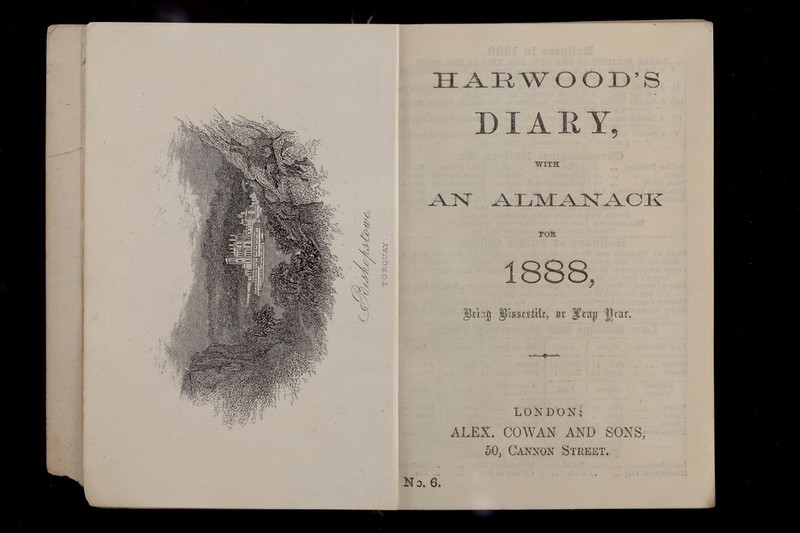 Bishopstowe
TORQUAY
HARWOOD'S
DIARY,
WITH
AN ALMANACK
FOR
1888,
Being Bissextile, or Leap Year.
LONDON:
ALEX. COWAN AND SONS,
50, CANNON STREET.
No. 6.